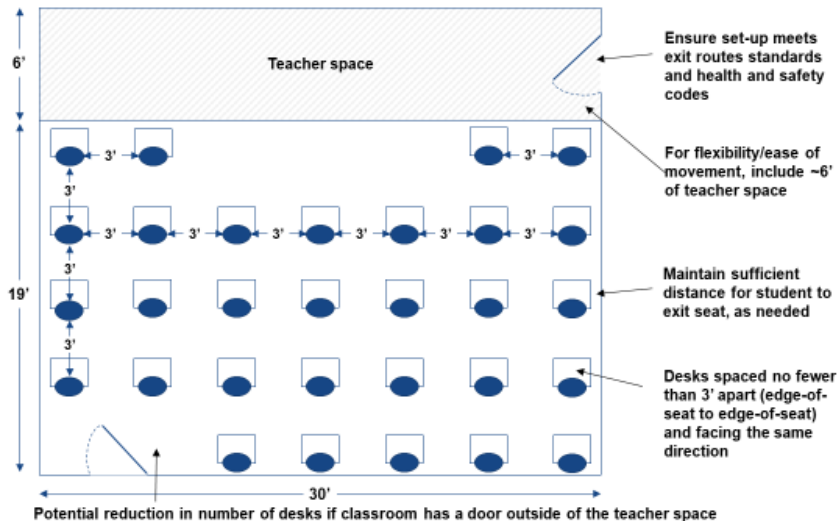 Ensure set-up meets
exit routes standards
and health and safety
codes
6’
Teacher space
For flexibility/ease of
movement, include ~6’
of teacher space
3’
3’
3’
3’
3’
3’
3’
3’
3’
3’
Maintain sufficient
distance for student to
exit seat, as needed
19’
3’
Desks spaced no fewer
than 3’ apart (edge-of-
seat to edge-of-seat)
and facing the same
direction
30’
Potential reduction in number of desks if classroom has a door outside of the teacher space